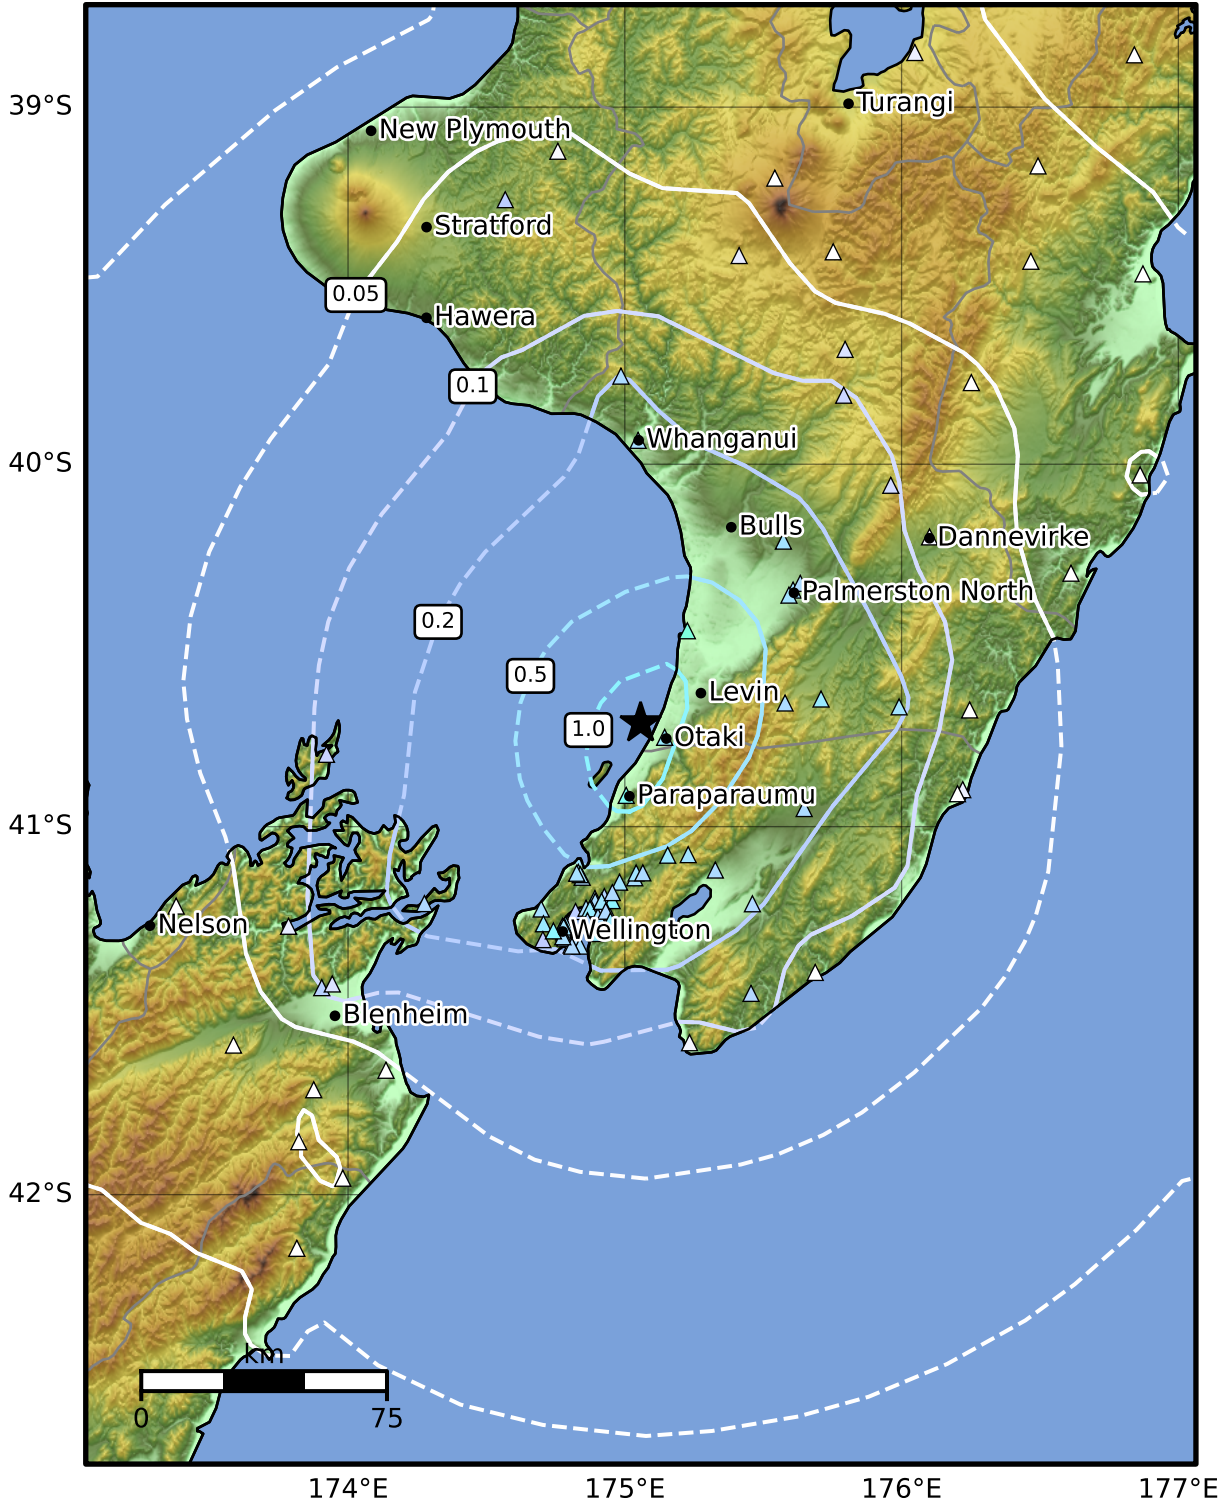 39°S
40°S
41°S
42°S
174°E
175°E
176°E
177°E
Turangi
New Plymouth
Stratford
0.05
Hawera
0.1
Whanganui
Bulls
Dannevirke
Palmerston North
0.2
0.5
Levin
1.0
Otaki
Paraparaumu
Nelson
Wellington
Blenheim
km
0
75